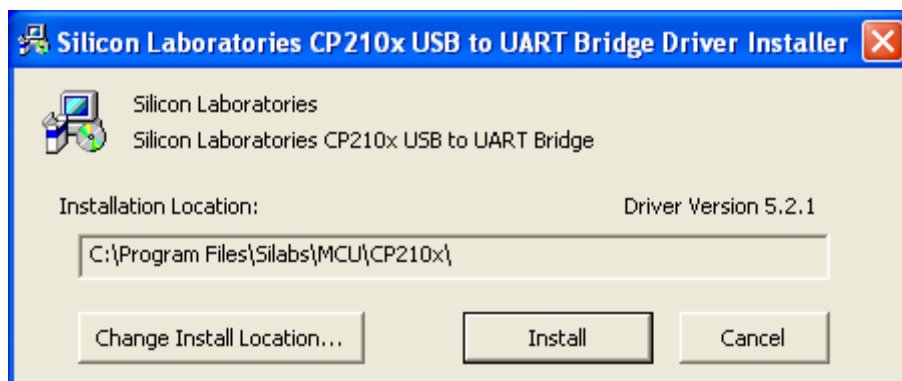 Silicon Laboratories CP210x USB to UART Bridge Driver Installer
Silicon Laboratories
Silicon Laboratories CP210x USB to UART Bridge
Installation Location: Driver Version 5.2.1
C:\Program Files\Silabs\MCU\CP210x\
Change Install Location... Install Cancel